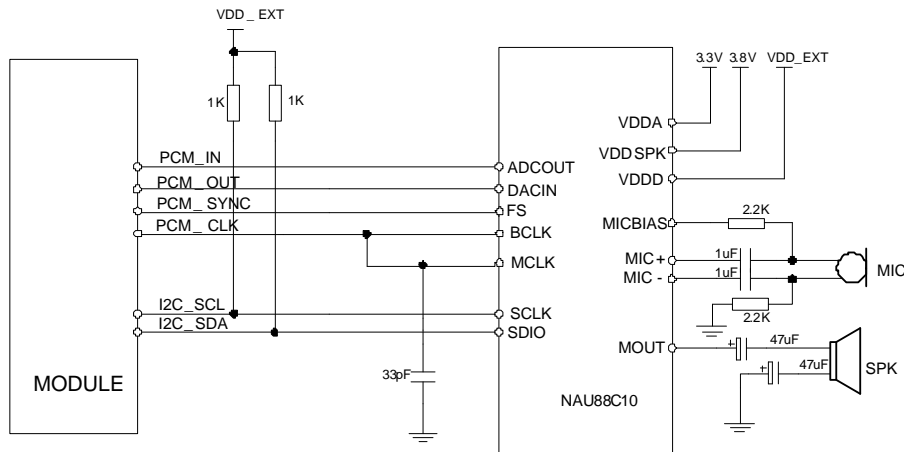 VDD_EXT
3.3V 3.8V VDD_EXT
1K 1K
VDDA
VDDSPK
VDDD
PCM_IN ADCOUT
PCM_OUT DACIN
PCM_SYNC FS
PCM_CLK BCLK
MCLK
MICBIAS 2.2K
MIC+ 1uF
MIC- 1uF
MIC
2.2K
I2C_SCL SCLK
I2C_SDA SDIO
MOUT + 47uF
+ 47uF SPK
33pF
MODULE
NAU88C10